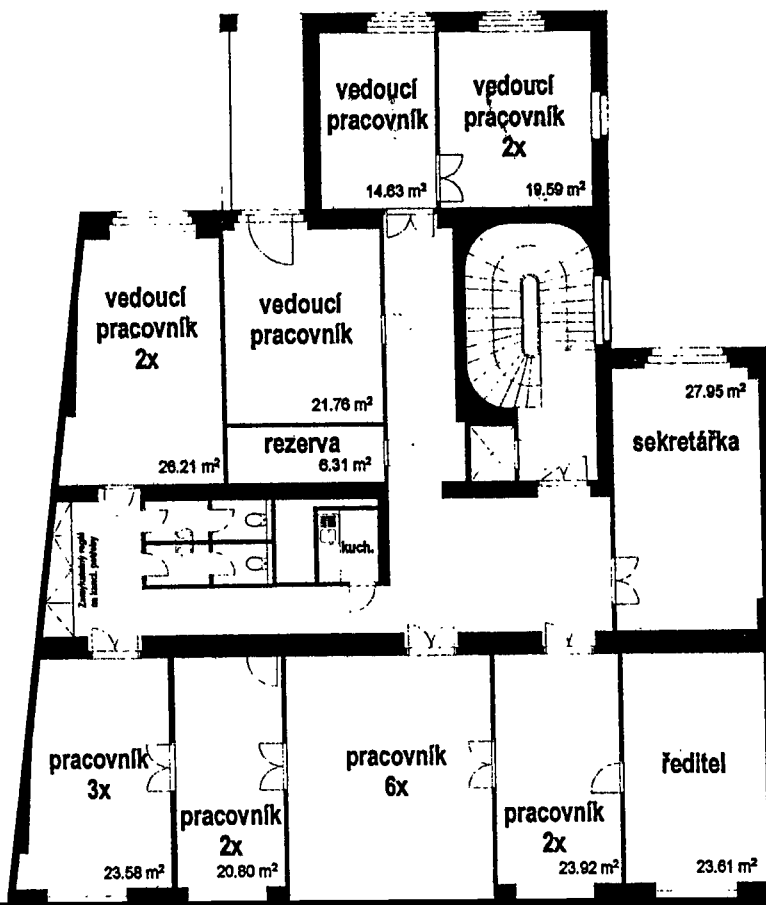 vedoucí
pracovník
14.63 m²
vedoucí
pracovník
2x
19.59 m²
vedoucí
pracovník
2x
26.21 m²
vedoucí
pracovník
21.76 m²
rezerva
6.31 m²
27.95 m²
sekretářka
kuch.
pracovník
3x
23.58 m²
pracovník
2x
20.80 m²
pracovník
6x
pracovník
2x
23.92 m²
ředitel
23.61 m²